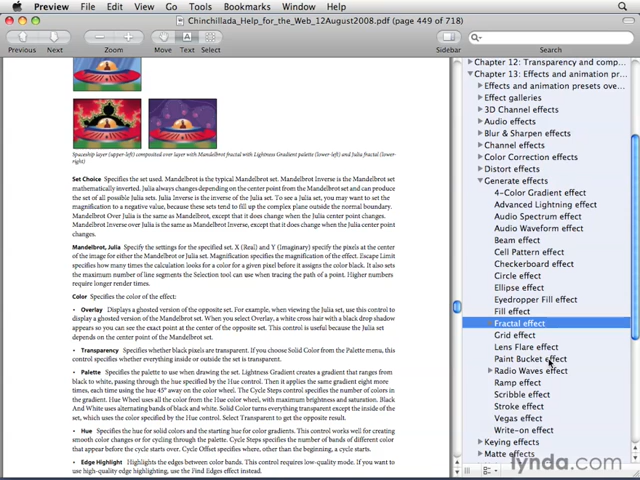 Preview File Edit View Go Tools Bookmarks Window Help
Chinchillada_Help_for_the_Web_12August2008.pdf (page 449 of 718)
Previous Next Zoom Move Text Select Sidebar Search
Spaceship layer (upper-left) composited over layer with Mandelbrot fractal with Lightness Gradient palette (lower-left) and Julia fractal (lower-
right)
Set Choice Specifies the set used. Mandelbrot is the typical Mandelbrot set. Mandelbrot Inverse is the Mandelbrot set
mathematically inverted. Julia always changes depending on the center point from the Mandelbrot set and can produce
the set of all possible Julia sets. Julia Inverse is the inverse of the Julia set. To see a Julia set, you may want to set the
magnification to a negative value, because these sets tend to fill up the complex plane outside the normal boundary.
Mandelbrot Over Julia is the same as Mandelbrot, except that it does change when the Julia center point changes.
Mandelbrot Inverse over Julia is the same as Mandelbrot Inverse, except it does change when the Julia center point
changes.
Mandelbrot, Julia Specify the settings for the specified set. X (Real) and Y (Imaginary) specify the pixels at the center
of the image for either the Mandelbrot or Julia set. Magnification specifies the magnification of the effect. Escape Limit
specifies how many times the calculation looks for a color for a given pixel before it assigns the color black. It also sets
the maximum number of line segments the Selection tool can use when tracing the path of a point. Higher numbers
require longer render times.
Color Specifies the color of the effect:
• Overlay Displays a ghosted version of the opposite set. For example, when viewing the Julia set, use this control to
display a ghosted version of the Mandelbrot set. When you select Overlay, a white cross hair with a black drop shadow
appears so you can see the exact point at the center of the opposite set. This control is useful because the Julia set
depends on the center point of the Mandelbrot set.
• Transparency Specifies whether black pixels are transparent. If you choose Solid Color from the Palette menu, this
control specifies whether everything inside or outside the set is transparent.
• Palette Specifies the palette to use when drawing the set. Lightness Gradient creates a gradient that ranges from
black to white, passing through the hue specified by the Hue control. Then it applies the same gradient eight more
times, each time using the hue 45° away on the color wheel. The Cycle Steps control specifies the number of colors in
the gradient. Hue Wheel uses all the color from the Hue color wheel, with maximum brightness and saturation. Black
And White uses alternating bands of black and white. Solid Color turns everything transparent except the inside of the
set, which uses the color specified by the Hue control. Select Transparent to get the opposite result.
• Hue Specifies the hue for solid colors and the starting hue for color gradients. This control works well for creating
smooth color changes or for cycling through the palette. Cycle Steps specifies the number of bands of different color
that appear before the cycle starts. Cycle Offset specifies where, other than the beginning, a cycle starts.
• Edge Highlight Highlights the edges between color bands. This control requires low-quality mode. If you want to
use high-quality edge highlighting, use the Find Edges effect instead.
Chapter 12: Transparency and comp...
Chapter 13: Effects and animation pr...
Effects and animation presets ove...
Effect galleries
3D Channel effects
Audio effects
Blur & Sharpen effects
Channel effects
Color Correction effects
Distort effects
Generate effects
4-Color Gradient effect
Advanced Lightning effect
Audio Spectrum effect
Audio Waveform effect
Beam effect
Cell Pattern effect
Checkerboard effect
Circle effect
Ellipse effect
Eyedropper Fill effect
Fill effect
Fractal effect
Grid effect
Lens Flare effect
Paint Bucket effect
Radio Waves effect
Ramp effect
Scribble effect
Stroke effect
Vegas effect
Write-on effect
Keying effects
Matte effects
lynda.com